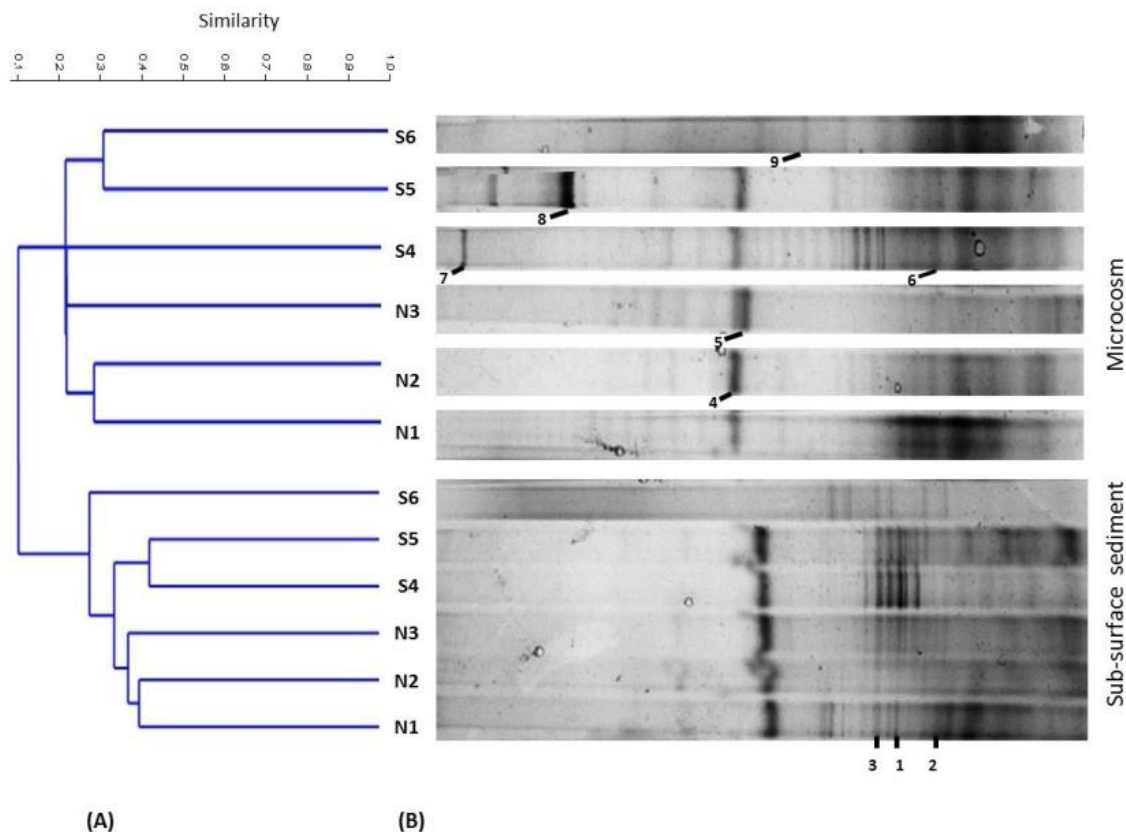 Similarity
0.1 0.2 0.3 0.4 0.5 0.6 0.7 0.8 0.9 1.0
S6
9
S5
8
S4
7 6
N3
5
N2
4
N1
Microcosm
S6
S5
S4
N3
N2
N1
Sub-surface sediment
3 1 2
(A) (B)